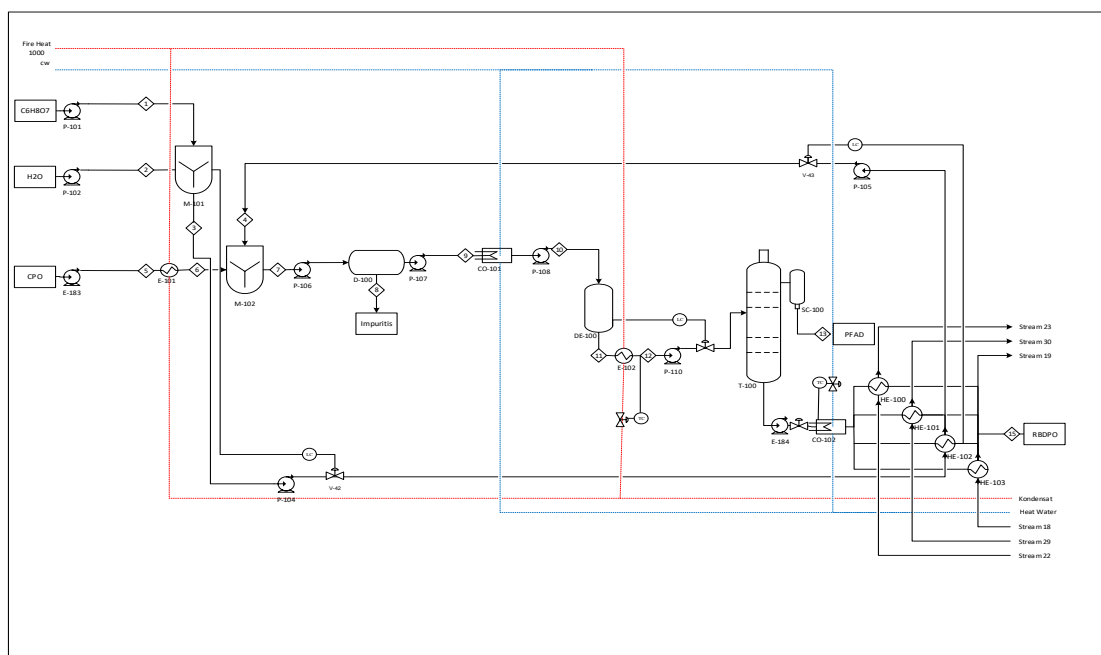 Fire Heat
1000
cw
C6H8O7
P-101
1
H2O
P-102
2
M-101
3
4
CPO
E-183
5
E-101
6
M-102
7
P-106
D-100
8
Impuritis
P-107
9
CO-101
P-108
10
DE-100
11
E-102
12
LC
P-110
TC
T-100
SC-100
13
PFAD
V-43
LC
P-105
TC
E-184
CO-102
HE-100
HE-101
HE-102
HE-103
15
RBDPO
Stream 23
Stream 30
Stream 19
LC
P-104
V-42
Kondensat
Heat Water
Stream 18
Stream 29
Stream 22